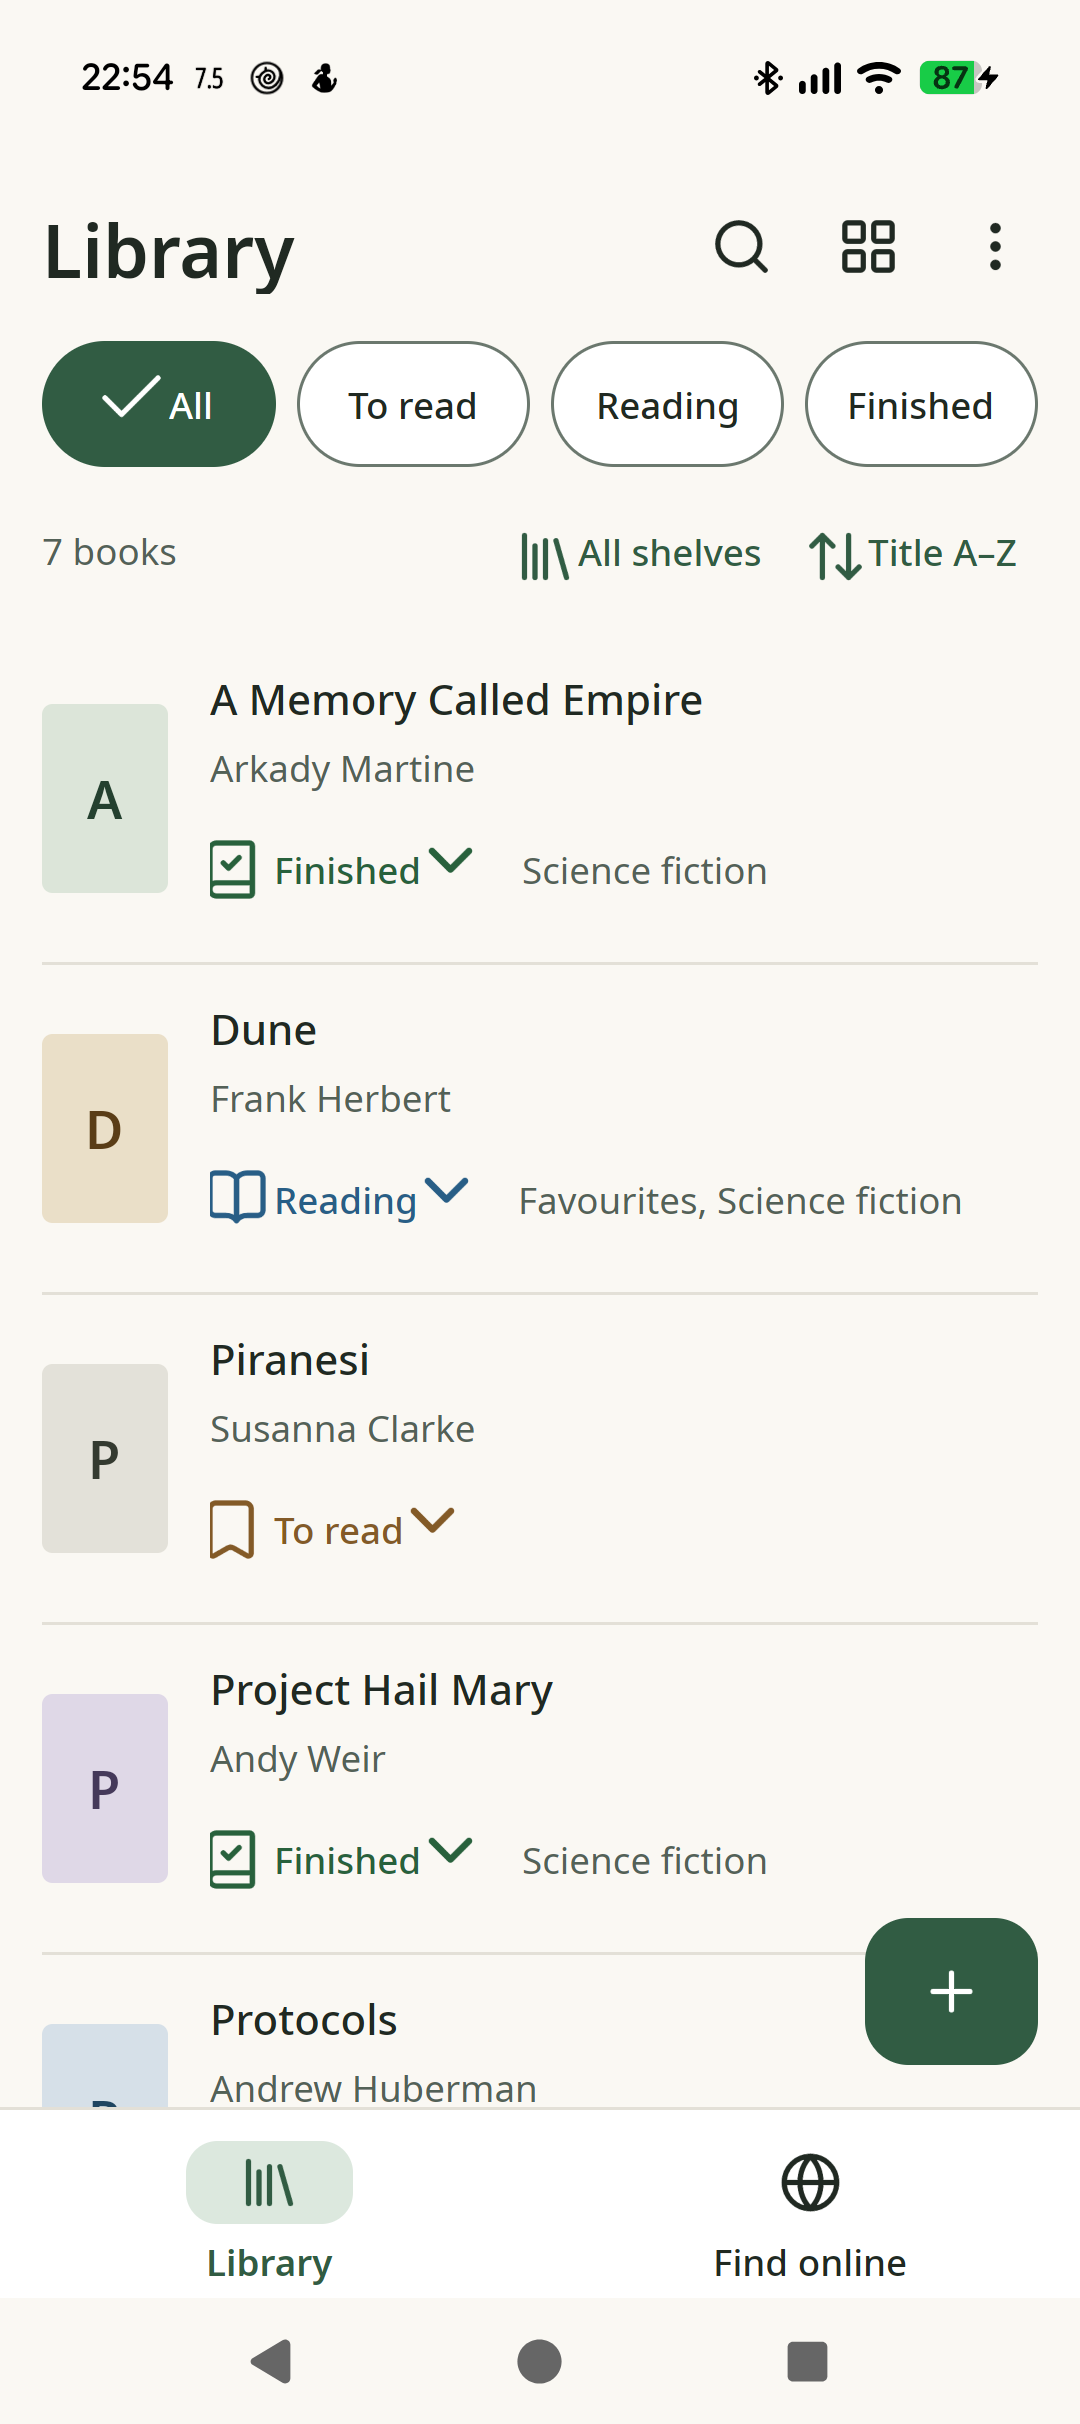 22:54 7.5 87
Library
All To read Reading Finished
7 books All shelves Title A–Z
A Memory Called Empire
Arkady Martine
A
Finished Science fiction
Dune
Frank Herbert
D
Reading Favourites, Science fiction
Piranesi
Susanna Clarke
P
To read
Project Hail Mary
Andy Weir
P
Finished Science fiction
Protocols
Andrew Huberman
Library Find online